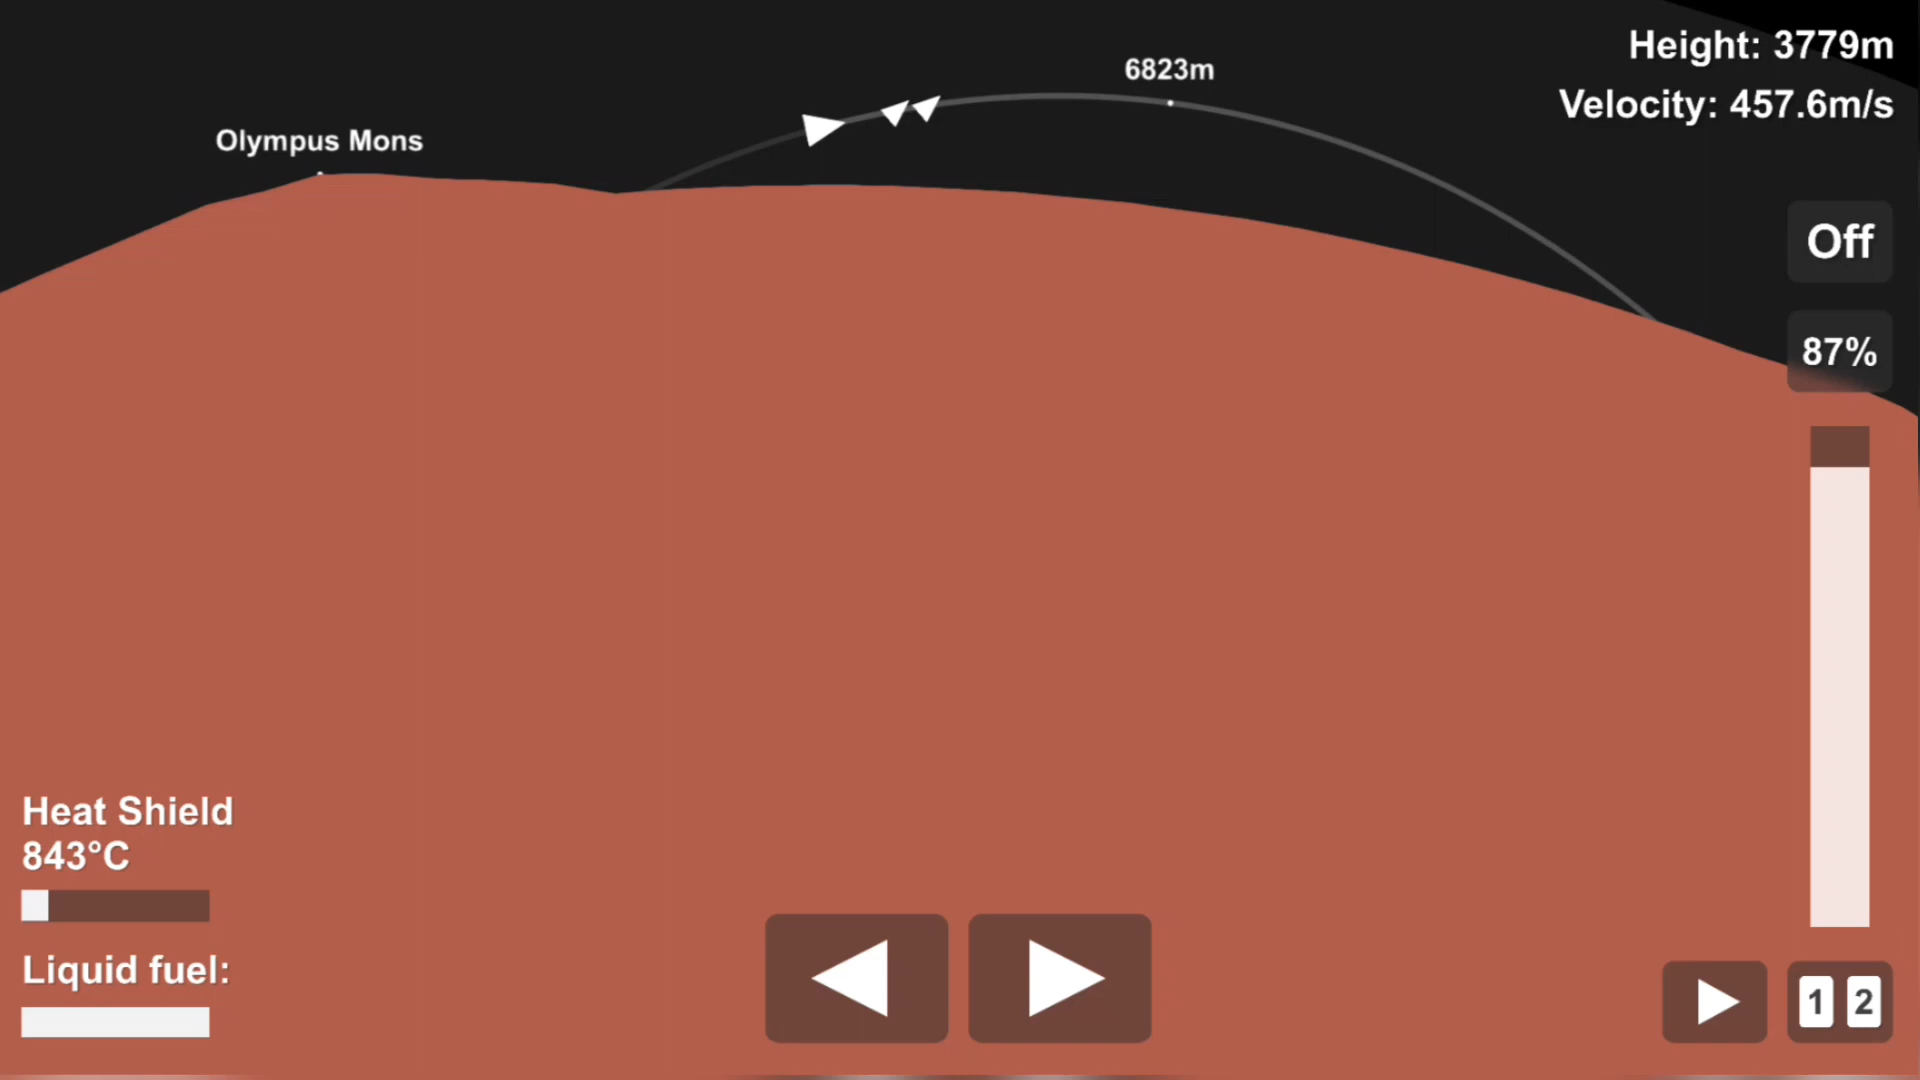 Height: 3779m
Velocity: 457.6m/s
6823m
Olympus Mons
Off
87%
Heat Shield
843°C
Liquid fuel:
1 2